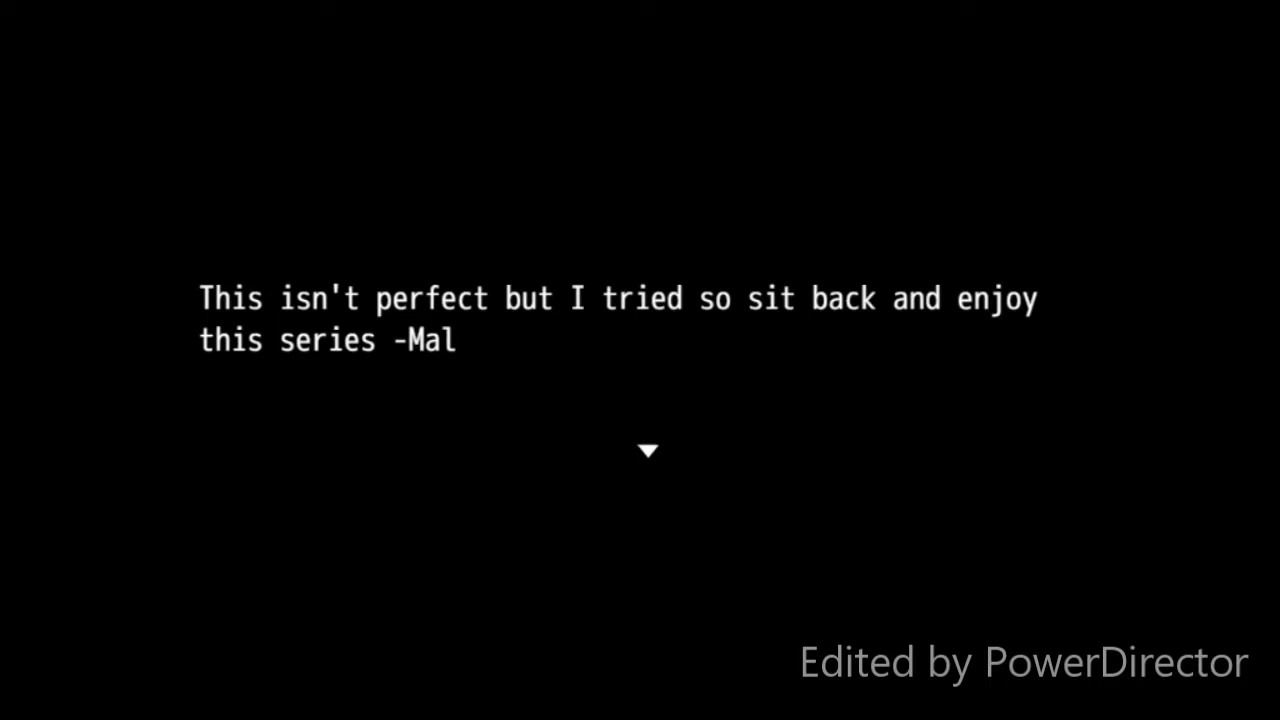 This isn't perfect but I tried so sit back and enjoy
this series -Mal
Edited by PowerDirector